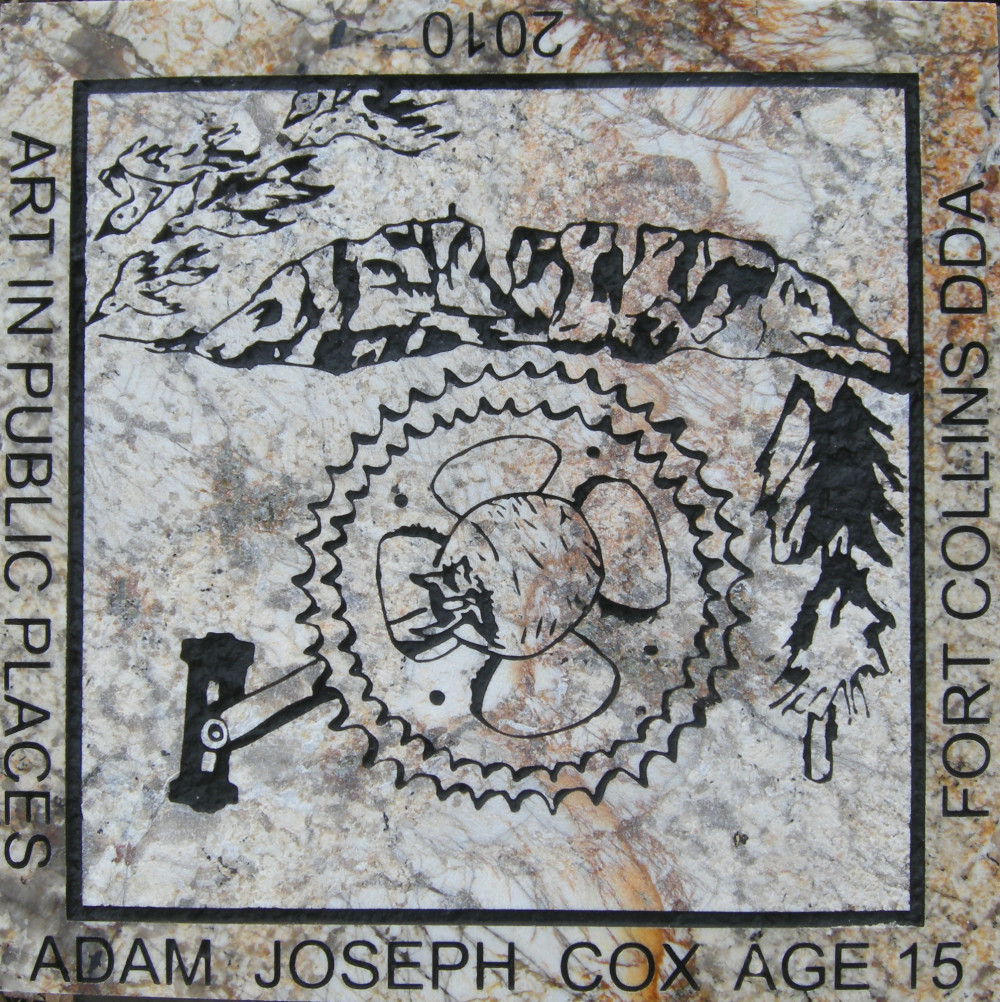 2010
ART IN PUBLIC PLACES
FORT COLLINS DDA
ADAM JOSEPH COX AGE 15